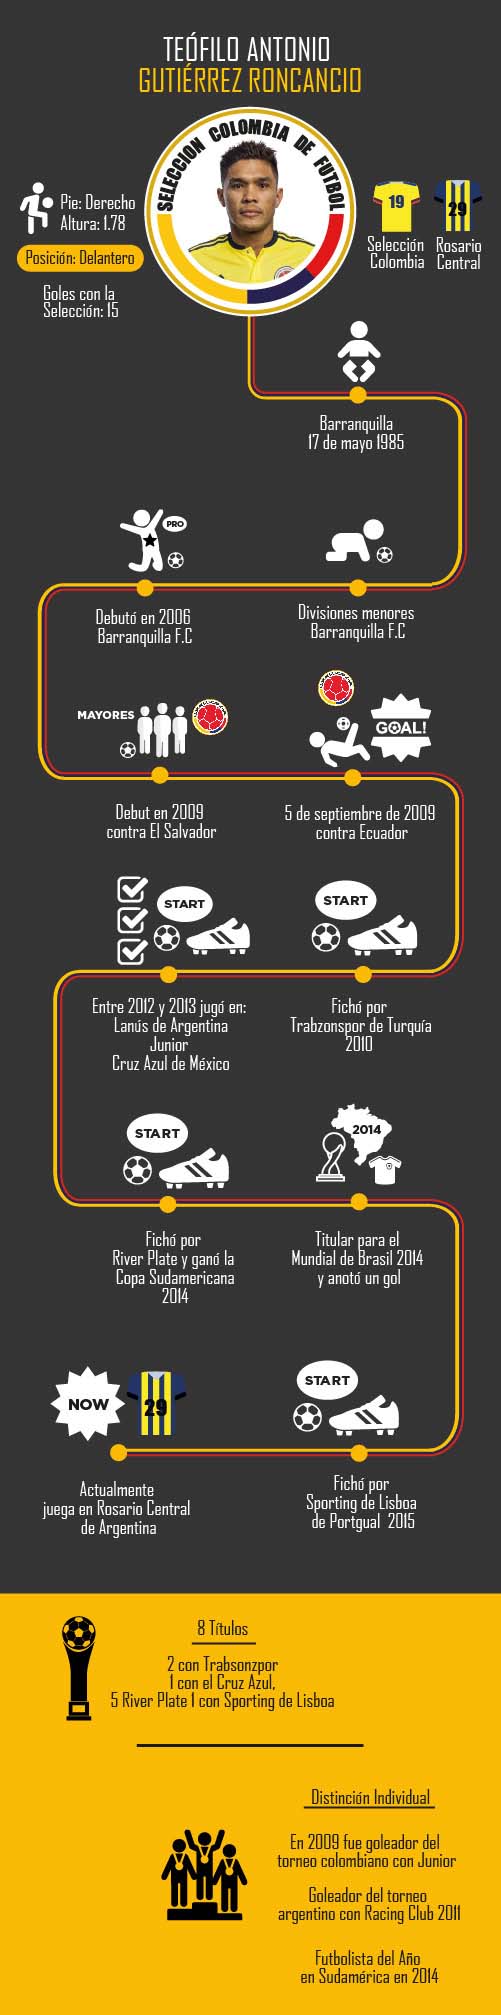 TEÓFILO ANTONIO
GUTIÉRREZ RONCANCIO
SELECCION COLOMBIA DE FUTBOL
Pie: Derecho
Altura: 1.78
Posición: Delantero
Goles con la
Selección: 15
19
Selección
Colombia
29
Rosario
Central
Barranquilla
17 de mayo 1985
PRO
Debutó en 2006
Barranquilla F.C
Divisiones menores
Barranquilla F.C
MAYORES
Debut en 2009
contra El Salvador
GOAL!
5 de septiembre de 2009
contra Ecuador
START
Entre 2012 y 2013 jugó en:
Lanús de Argentina
Junior
Cruz Azul de México
START
Fichó por
Trabzonspor de Turquía
2010
START
Fichó por
River Plate y ganó la
Copa Sudamericana
2014
2014
Titular para el
Mundial de Brasil 2014
y anotó un gol
NOW
29
Actualmente
juega en Rosario Central
de Argentina
START
Fichó por
Sporting de Lisboa
de Portgual 2015
8 Títulos
2 con Trabsonzpor
1 con el Cruz Azul,
5 River Plate 1 con Sporting de Lisboa
Distinción Individual
En 2009 fue goleador del
torneo colombiano con Junior
Goleador del torneo
argentino con Racing Club 2011
Futbolista del Año
en Sudamérica en 2014